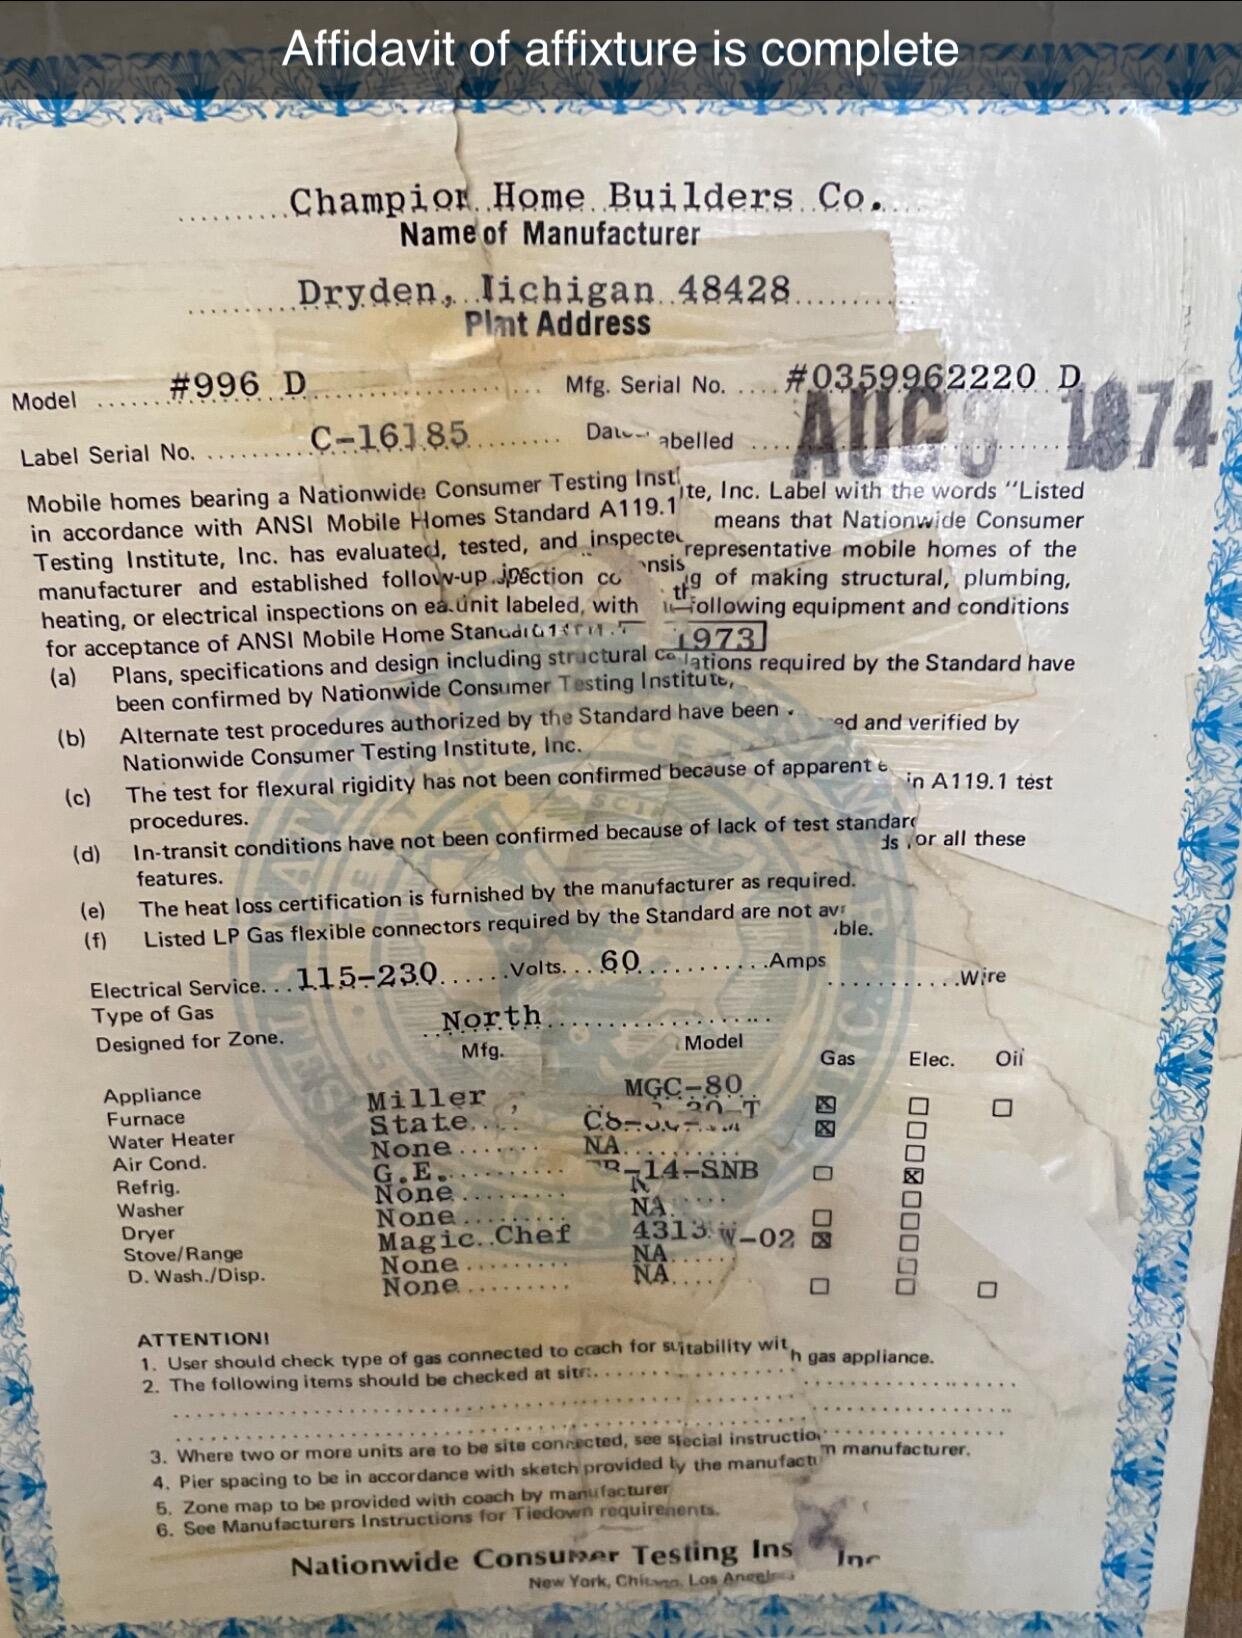 Affidavit of affixture is complete
Champion Home Builders Co.
Name of Manufacturer
Dryden, Michigan 48428
Plant Address
Model #996 D Mfg. Serial No. #0359962220 D
Label Serial No. C-16185 Date Labelled AUG 1974
Mobile homes bearing a Nationwide Consumer Testing Institute, Inc. Label with the words "Listed
in accordance with ANSI Mobile Homes Standard A119.1 means that Nationwide Consumer
Testing Institute, Inc. has evaluated, tested, and inspected representative mobile homes of the
manufacturer and established follow-up inspection consisting of making structural, plumbing,
heating, or electrical inspections on ea. unit labeled, with the following equipment and conditions
for acceptance of ANSI Mobile Home Standard 1973
(a) Plans, specifications and design including structural calculations required by the Standard have
been confirmed by Nationwide Consumer Testing Institute,
(b) Alternate test procedures authorized by the Standard have been and verified by
Nationwide Consumer Testing Institute, Inc.
(c) The test for flexural rigidity has not been confirmed because of apparent in A119.1 test
procedures.
(d) In-transit conditions have not been confirmed because of lack of test standards for all these
features.
(e) The heat loss certification is furnished by the manufacturer as required.
(f) Listed LP Gas flexible connectors required by the Standard are not available.
Electrical Service 115-230 Volts 60 Amps Wire
Type of Gas
Designed for Zone. North
Mfg. Model Gas Elec. Oil
Appliance
Furnace Miller MGC-80
Water Heater State
Air Cond. None NA
Refrig. G.E. -14-SNB
Washer None
Dryer None NA
Stove/Range Magic Chef 4313 W-02
D. Wash./Disp. None NA
None NA
ATTENTION!
1. User should check type of gas connected to coach for suitability with gas appliance.
2. The following items should be checked at site:
3. Where two or more units are to be site connected, see special instruction manufacturer.
4. Pier spacing to be in accordance with sketch provided by the manufacturer
5. Zone map to be provided with coach by manufacturer
6. See Manufacturers Instructions for Tiedown requirements.
Nationwide Consumer Testing Ins Inc
New York, Chicago, Los Angeles